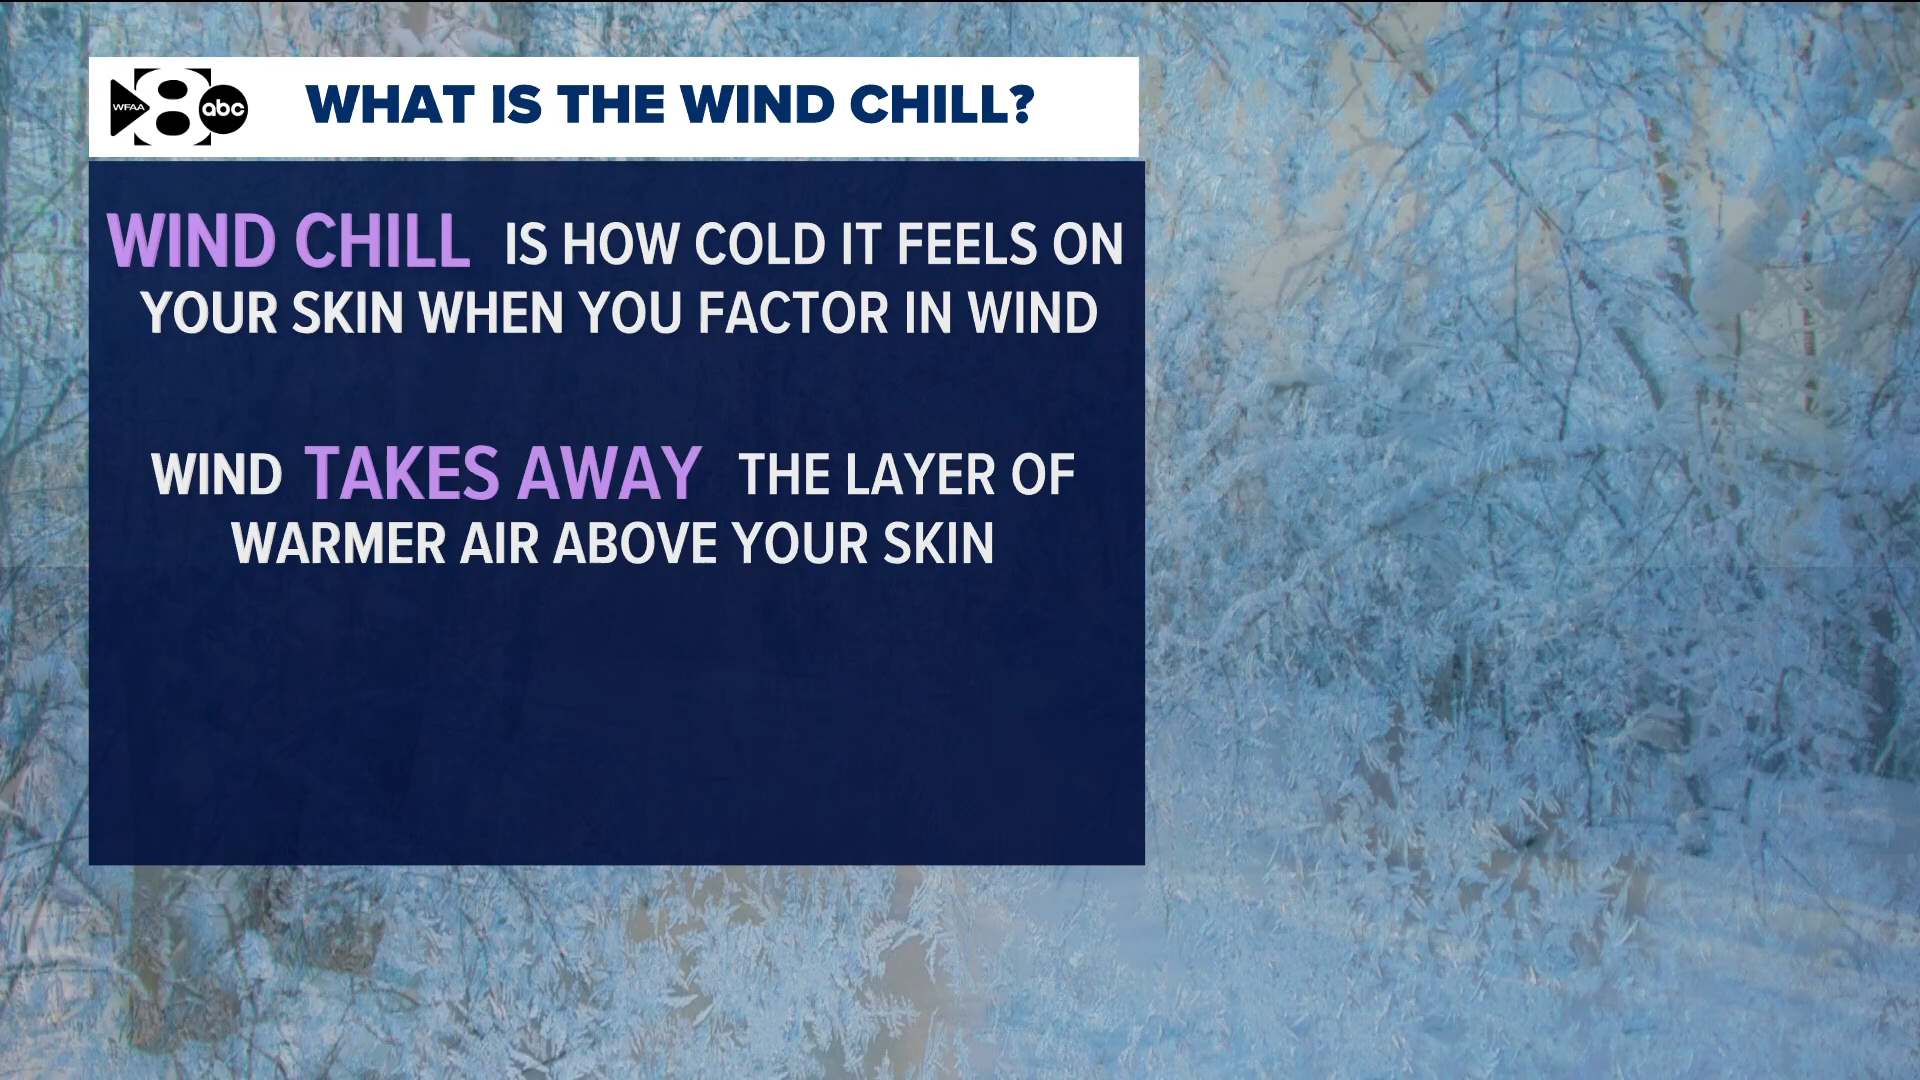 WFAA 8 abc
WHAT IS THE WIND CHILL?
WIND CHILL IS HOW COLD IT FEELS ON
YOUR SKIN WHEN YOU FACTOR IN WIND
WIND TAKES AWAY THE LAYER OF
WARMER AIR ABOVE YOUR SKIN